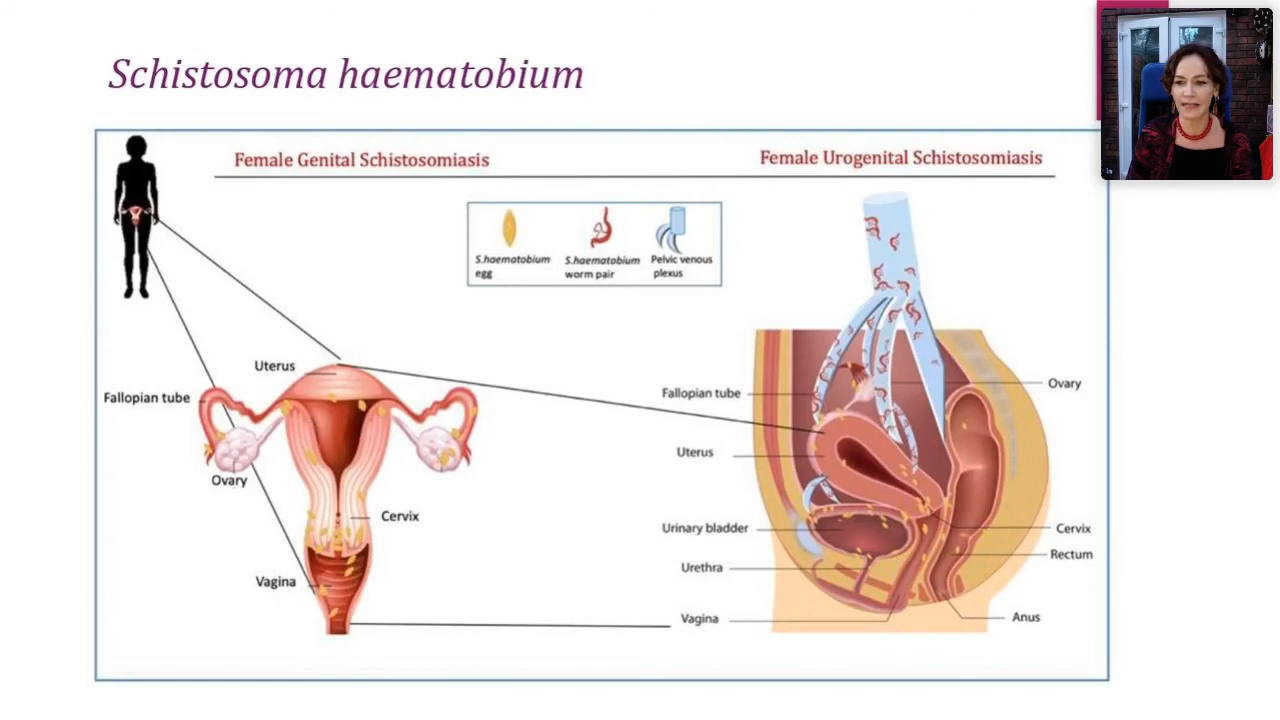 Schistosoma haematobium
Female Genital Schistosomiasis
Female Urogenital Schistosomiasis
S.haematobium
egg
S.haematobium
worm pair
Pelvic venous
plexus
Uterus
Fallopian tube
Ovary
Cervix
Vagina
Fallopian tube
Uterus
Urinary bladder
Urethra
Vagina
Ovary
Cervix
Rectum
Anus